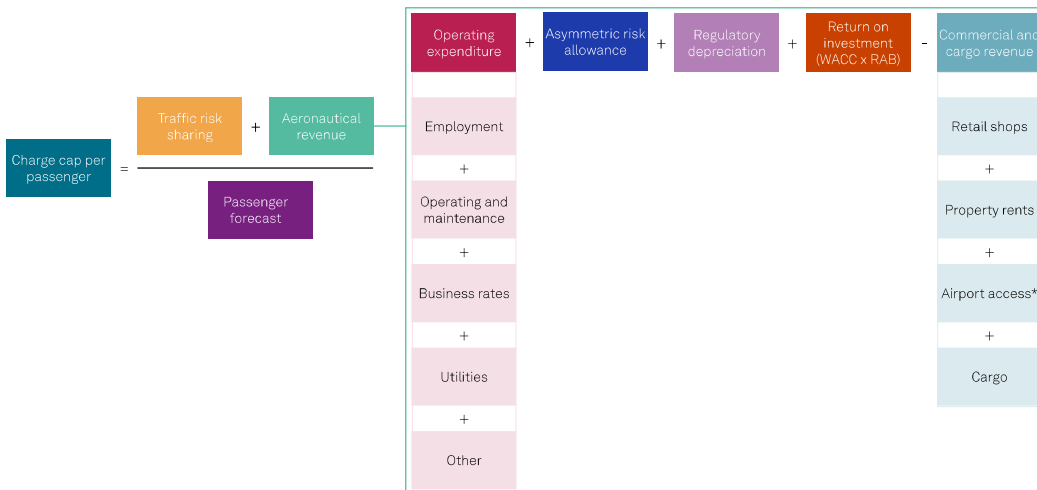 Operating
expenditure
+
Asymmetric risk
allowance
+
Regulatory
depreciation
+
Return on
investment
(WACC x RAB)
-
Commercial and
cargo revenue
Charge cap per
passenger
=
Traffic risk
sharing
+
Aeronautical
revenue
Passenger
forecast
Employment
+
Operating and
maintenance
+
Business rates
+
Utilities
+
Other
Retail shops
+
Property rents
+
Airport access*
+
Cargo